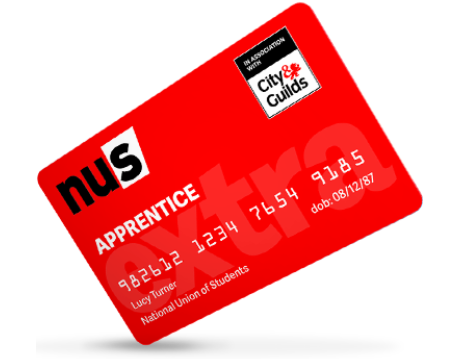 IN ASSOCIATION
WITH
City&
Guilds
nus
extra
APPRENTICE
982612 1234 7654 9185
dob: 08/12/87
Lucy Turner
National Union of Students